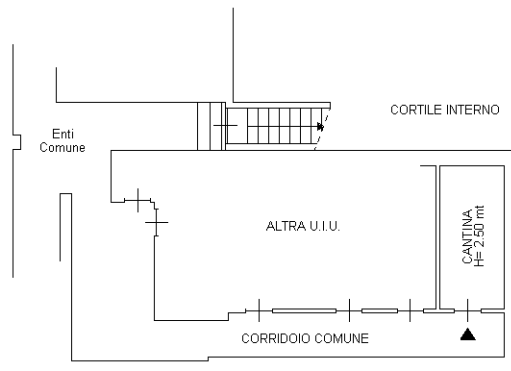 CORTILE INTERNO
Enti
Comune
ALTRA U.I.U.
CANTINA
H= 2.50 mt
CORRIDOIO COMUNE